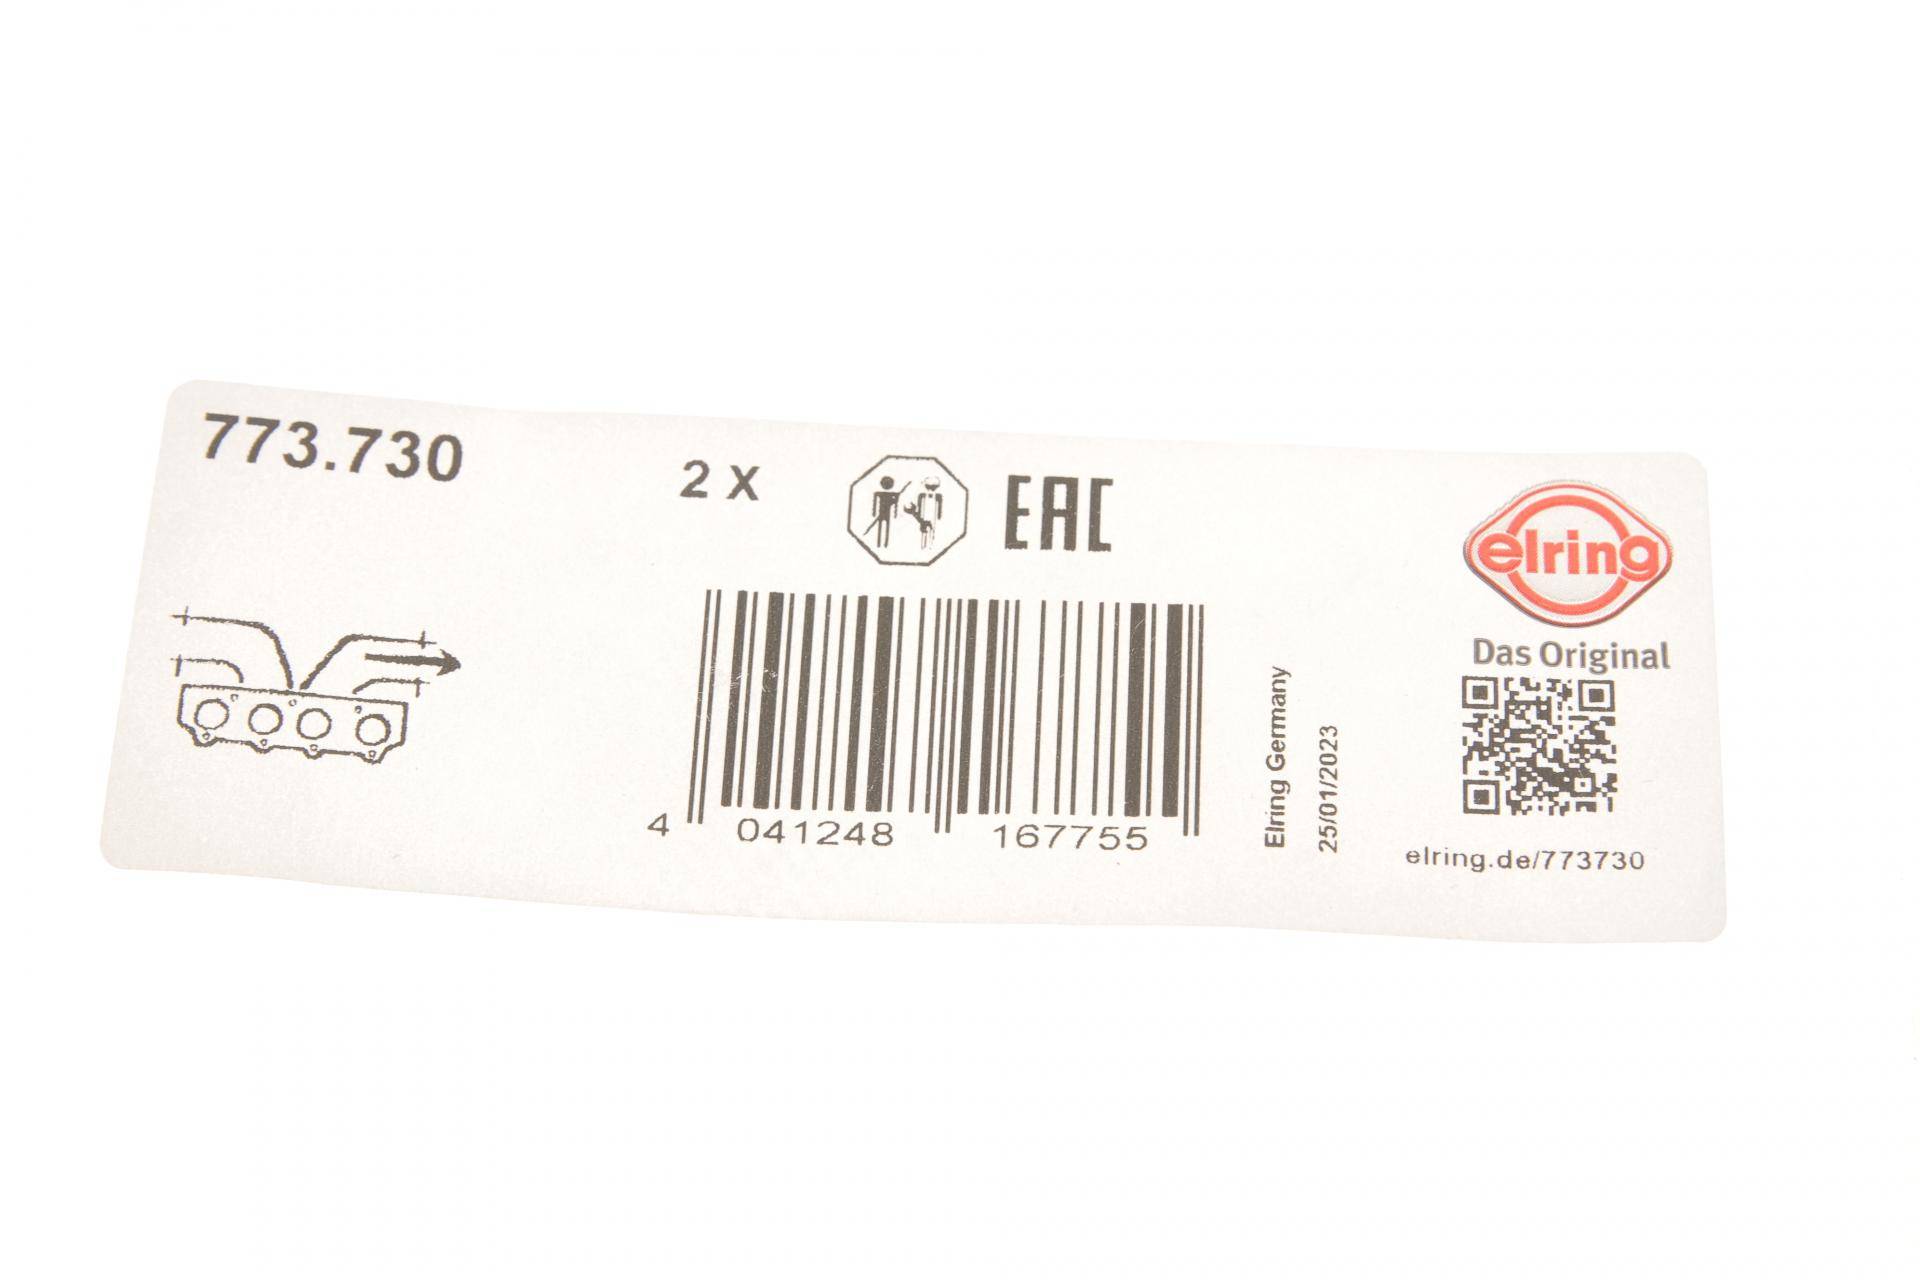 773.730
2 X
EAC
elring
Das Original
4 041248 167755
Elring Germany
25/01/2023
elring.de/773730